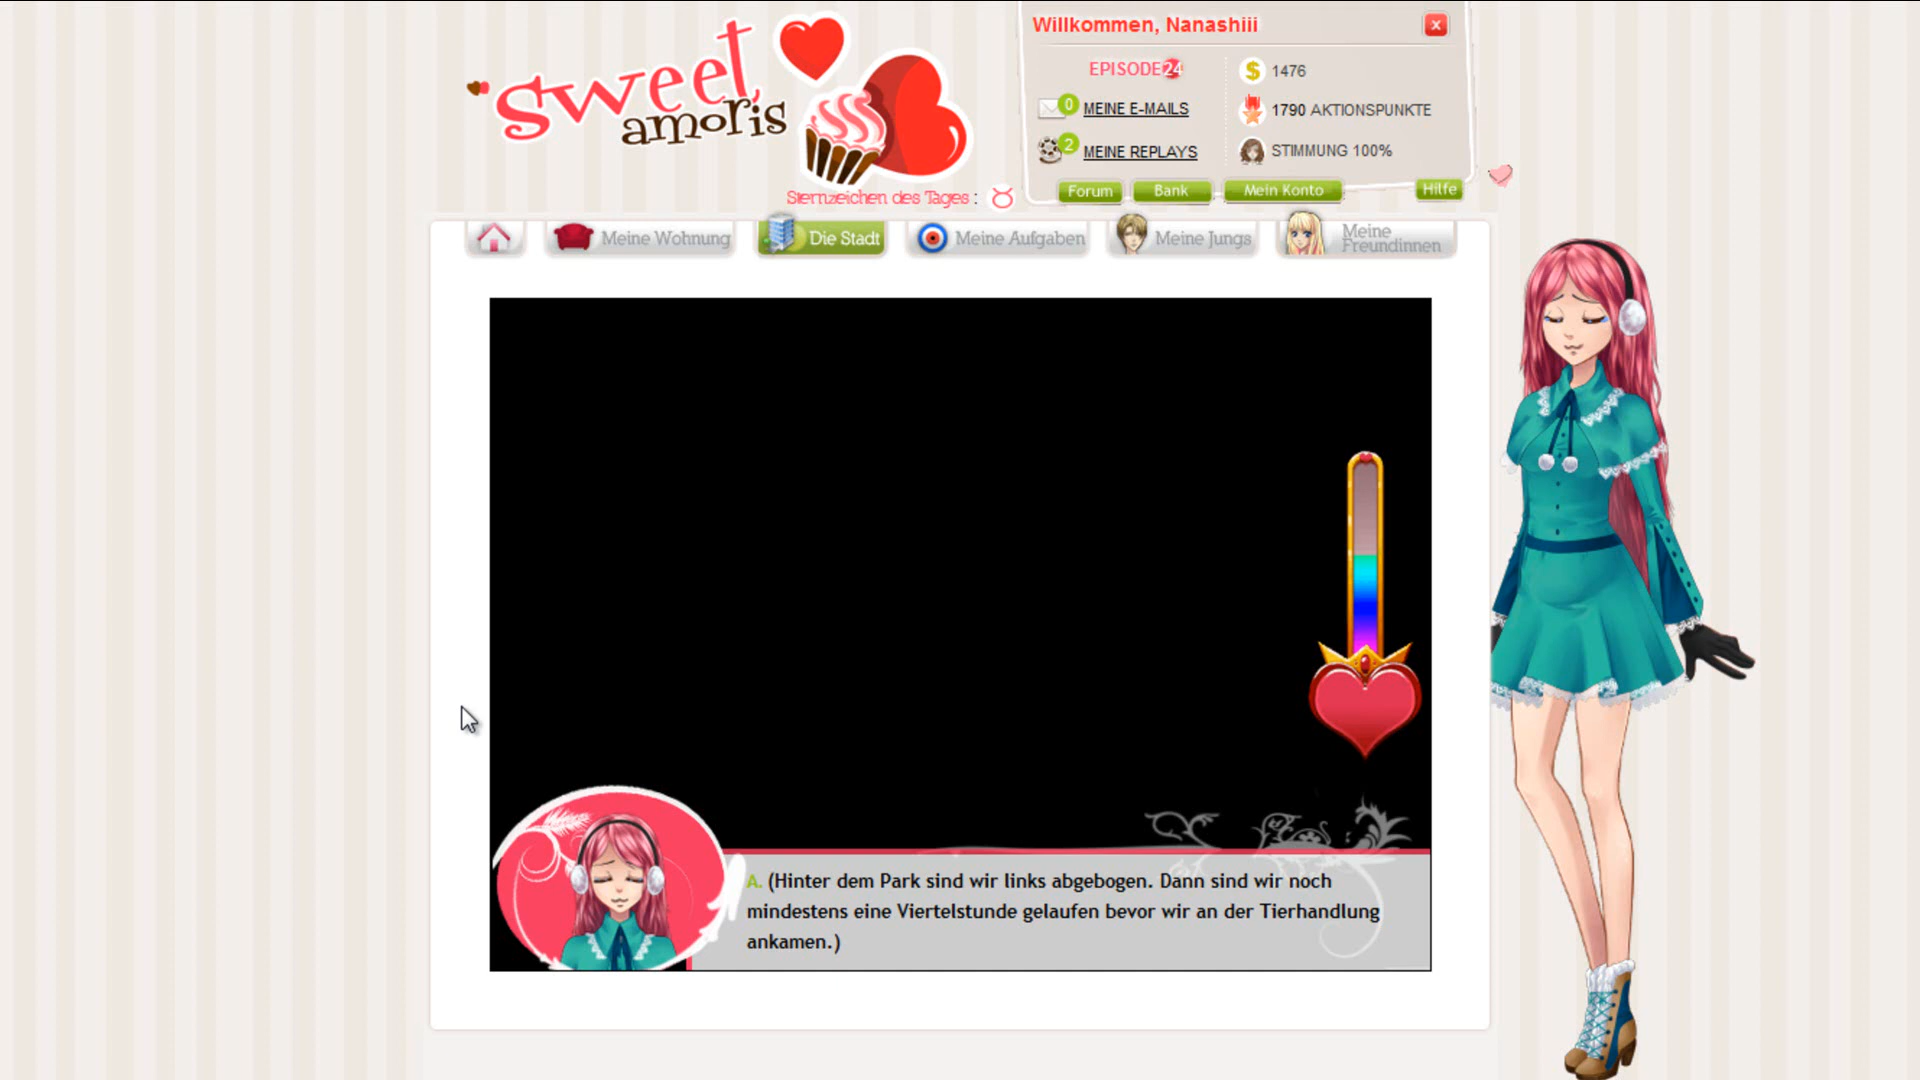 sweet
amoris
Sternzeichen des Tages :
Willkommen, Nanashiii
x
EPISODE 24
0 MEINE E-MAILS
2 MEINE REPLAYS
$ 1476
1790 AKTIONSPUNKTE
STIMMUNG 100%
Forum
Bank
Mein Konto
Hilfe
Meine Wohnung
Die Stadt
Meine Aufgaben
Meine Jungs
Meine
Freundinnen
A. (Hinter dem Park sind wir links abgebogen. Dann sind wir noch
mindestens eine Viertelstunde gelaufen bevor wir an der Tierhandlung
ankamen.)